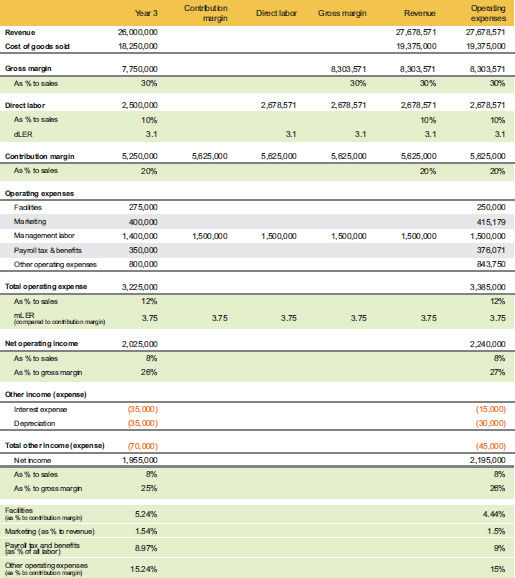 Year 3 Contribution margin Direct labor Gross margin Revenue Operating expenses
Revenue 26,000,000 27,678,571 27,678,571
Cost of goods sold 18,250,000 19,375,000 19,375,000
Gross margin 7,750,000 8,303,571 8,303,571 8,303,571
As % to sales 30% 30% 30% 30%
Direct labor 2,500,000 2,678,571 2,678,571 2,678,571 2,678,571
As % to sales 10% 10% 10%
dLER 3.1 3.1 3.1 3.1 3.1
Contribution margin 5,250,000 5,625,000 5,625,000 5,625,000 5,625,000 5,625,000
As % to sales 20% 20% 20%
Operating expenses
Facilities 275,000 250,000
Marketing 400,000 415,179
Management labor 1,400,000 1,500,000 1,500,000 1,500,000 1,500,000 1,500,000
Payroll tax & benefits 350,000 376,071
Other operating expenses 800,000 843,750
Total operating expense 3,225,000 3,385,000
As % to sales 12% 12%
mLER 3.75 3.75 3.75 3.75 3.75 3.75
(compared to contribution margin)
Net operating income 2,025,000 2,240,000
As % to sales 8% 8%
As % to gross margin 26% 27%
Other income (expense)
Interest expense (35,000) (15,000)
Depreciation (35,000) (30,000)
Total other income (expense) (70,000) (45,000)
Net income 1,955,000 2,195,000
As % to sales 8% 8%
As % to gross margin 25% 26%
Facilities 5.24% 4.44%
(as % to contribution margin)
Marketing (as % to revenue) 1.54% 1.5%
Payroll tax and benefits 8.97% 9%
(as % of all labor)
Other operating expenses 15.24% 15%
(as % to contribution margin)